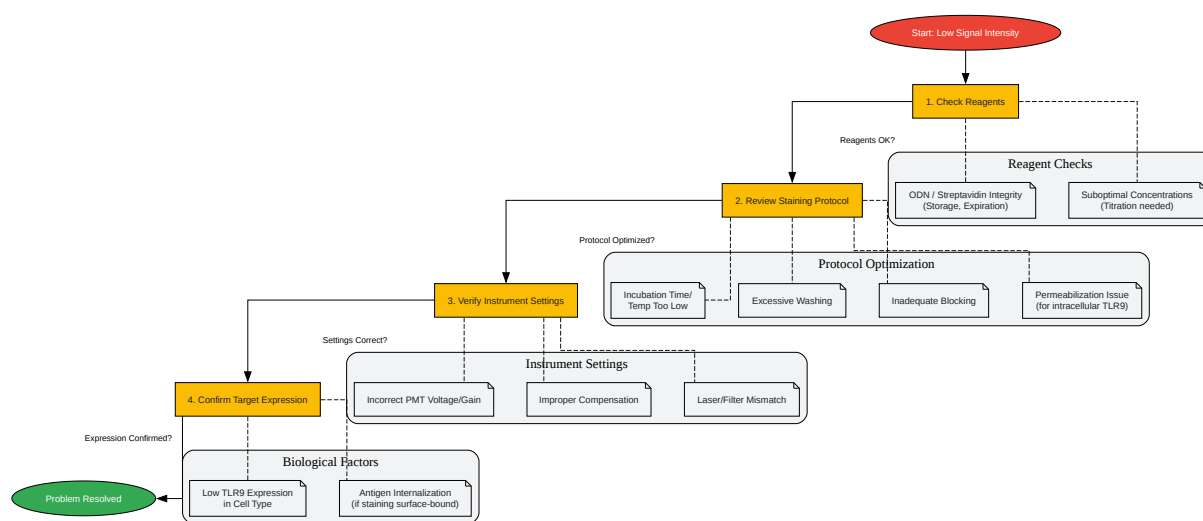 Start: Low Signal Intensity
1. Check Reagents
Reagents OK?
Reagent Checks
ODN / Streptavidin Integrity
(Storage, Expiration)
Suboptimal Concentrations
(Titration needed)
2. Review Staining Protocol
Protocol Optimized?
Protocol Optimization
Incubation Time/
Temp Too Low
Excessive Washing
Inadequate Blocking
Permeabilization Issue
(for intracellular TLR9)
3. Verify Instrument Settings
Settings Correct?
Instrument Settings
Incorrect PMT Voltage/Gain
Improper Compensation
Laser/Filter Mismatch
4. Confirm Target Expression
Expression Confirmed?
Biological Factors
Low TLR9 Expression
in Cell Type
Antigen Internalization
(if staining surface-bound)
Problem Resolved